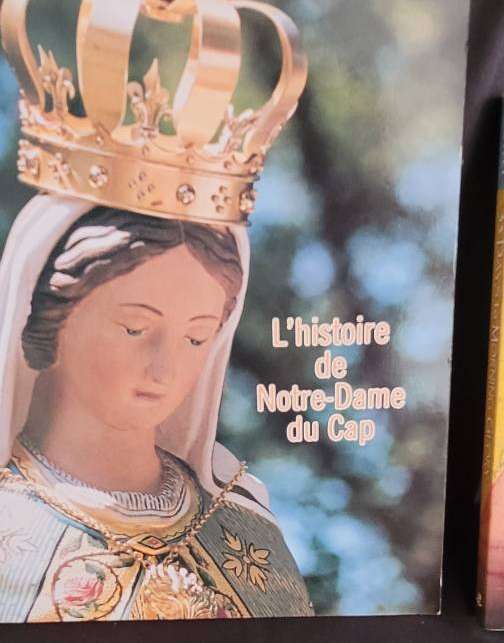 L'histoire
de
Notre-Dame
du Cap